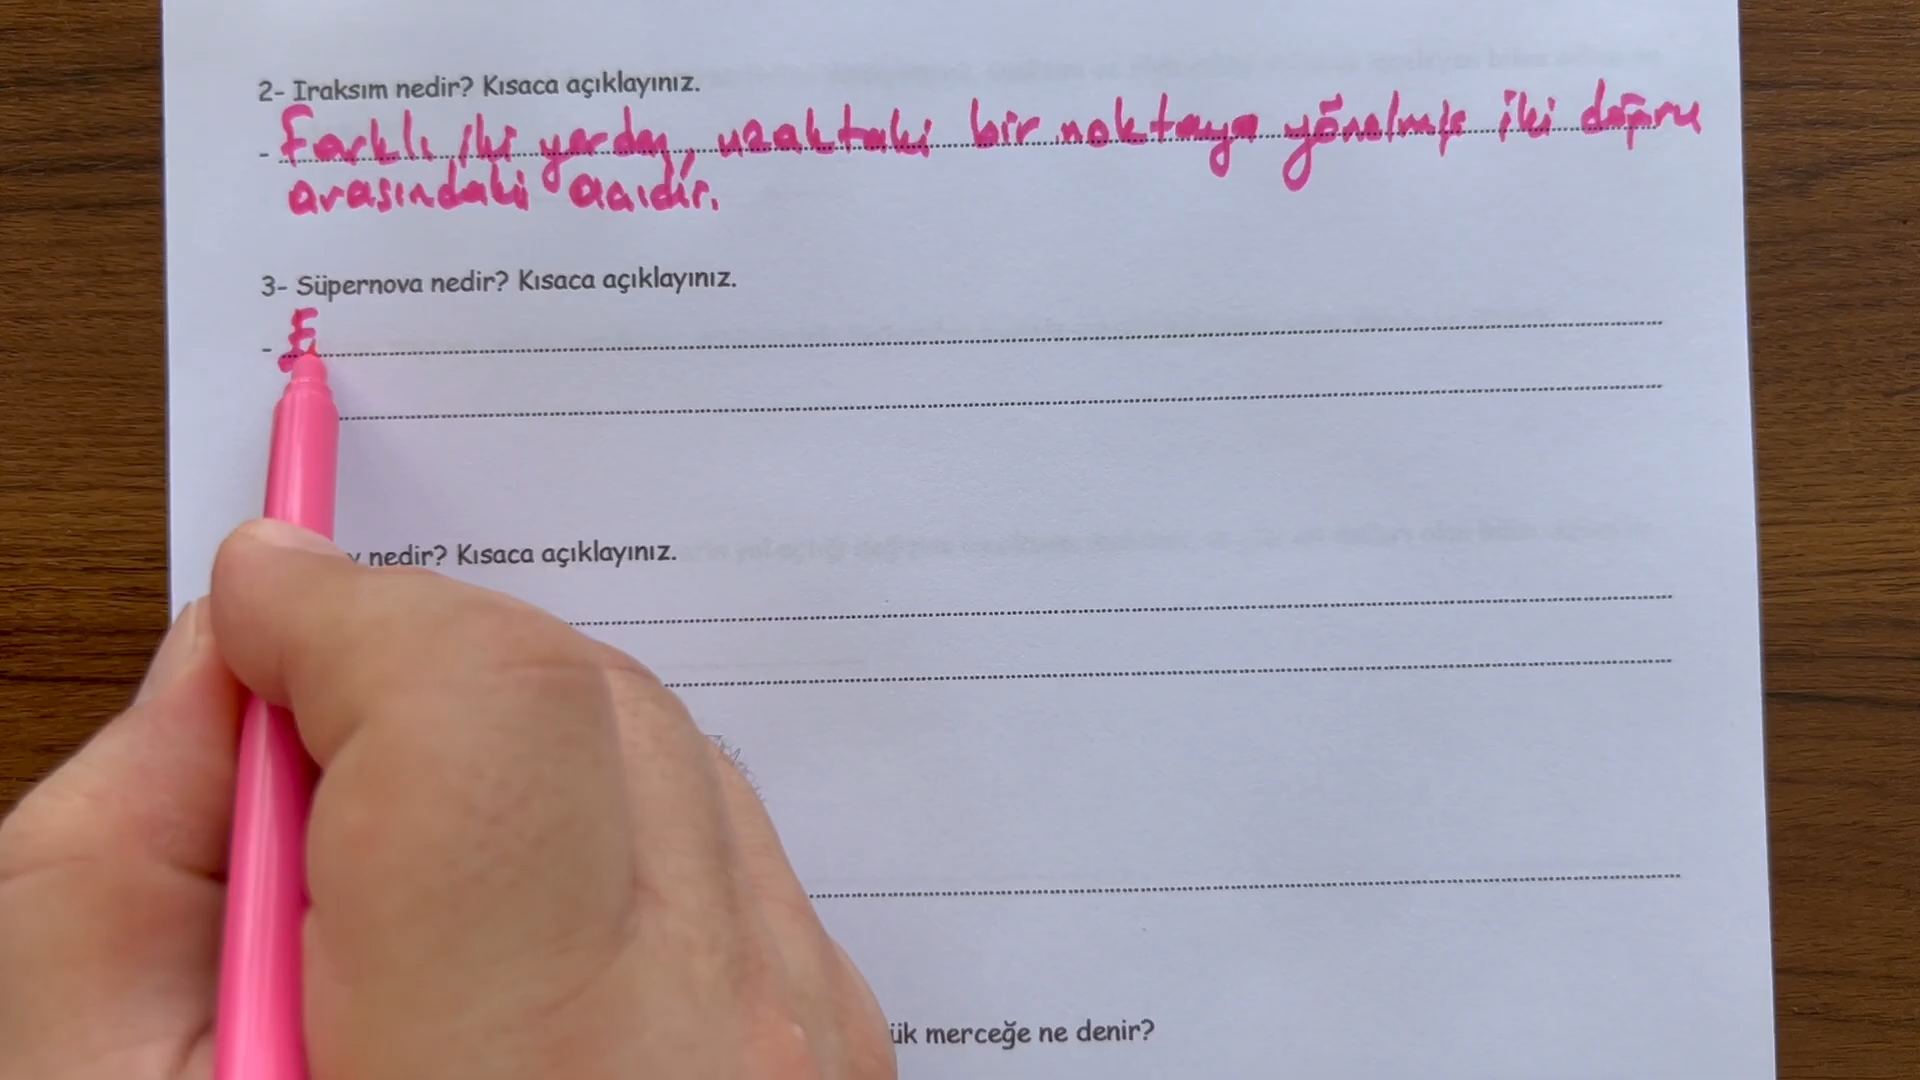 2- Iraksım nedir? Kısaca açıklayınız.
- Farklı iki yerden, uzaktaki bir noktaya yönelmiş iki doğru
arasındaki açıdır.
3- Süpernova nedir? Kısaca açıklayınız.
- E
nedir? Kısaca açıklayınız.
merceğe ne denir?